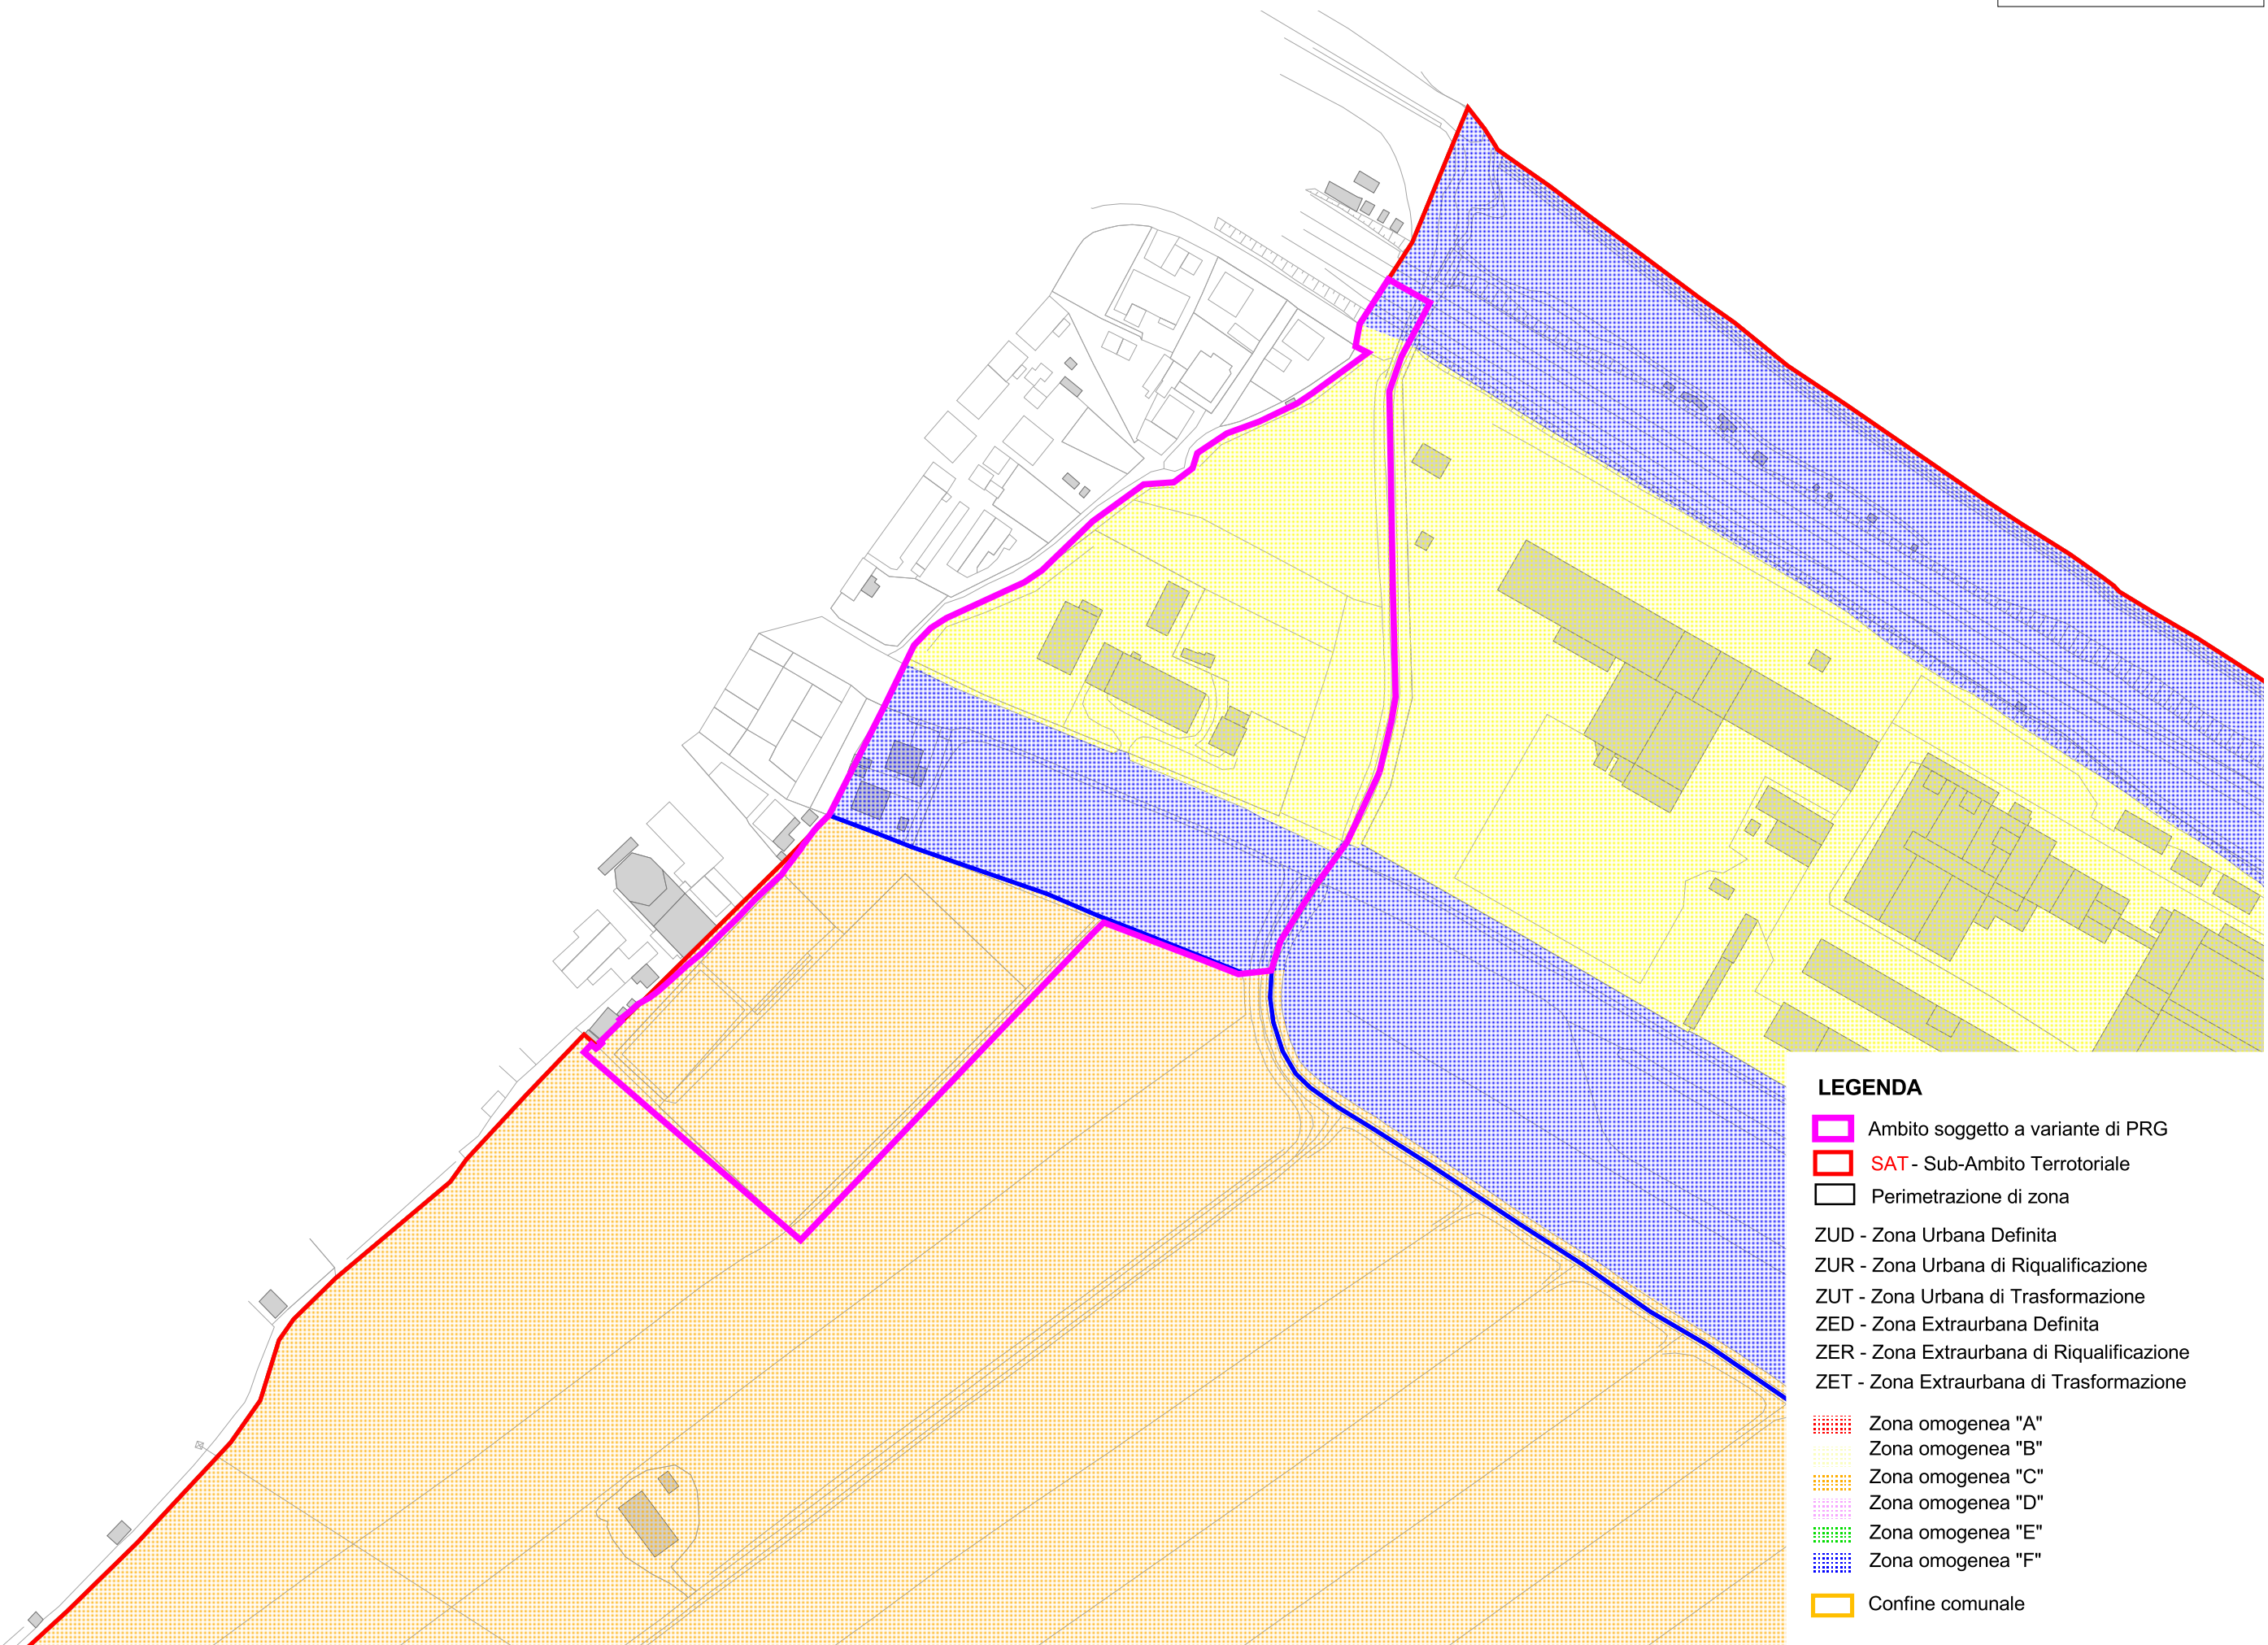 LEGENDA
Ambito soggetto a variante di PRG
SAT - Sub-Ambito Terrotoriale
Perimetrazione di zona
ZUD - Zona Urbana Definita
ZUR - Zona Urbana di Riqualificazione
ZUT - Zona Urbana di Trasformazione
ZED - Zona Extraurbana Definita
ZER - Zona Extraurbana di Riqualificazione
ZET - Zona Extraurbana di Trasformazione
Zona omogenea "A"
Zona omogenea "B"
Zona omogenea "C"
Zona omogenea "D"
Zona omogenea "E"
Zona omogenea "F"
Confine comunale